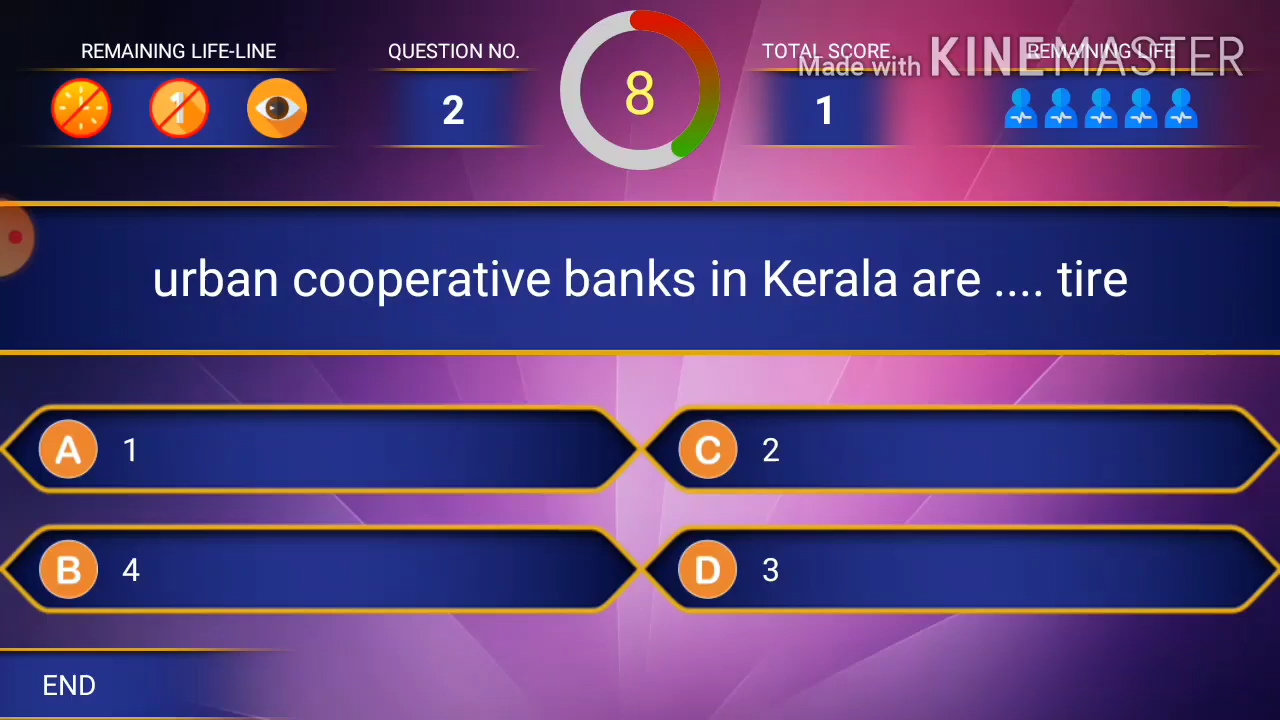 REMAINING LIFE-LINE
QUESTION NO.
TOTAL SCORE
REMAINING LIFE
Made with KINEMASTER
1
2
8
1
urban cooperative banks in Kerala are .... tire
A 1
C 2
B 4
D 3
END